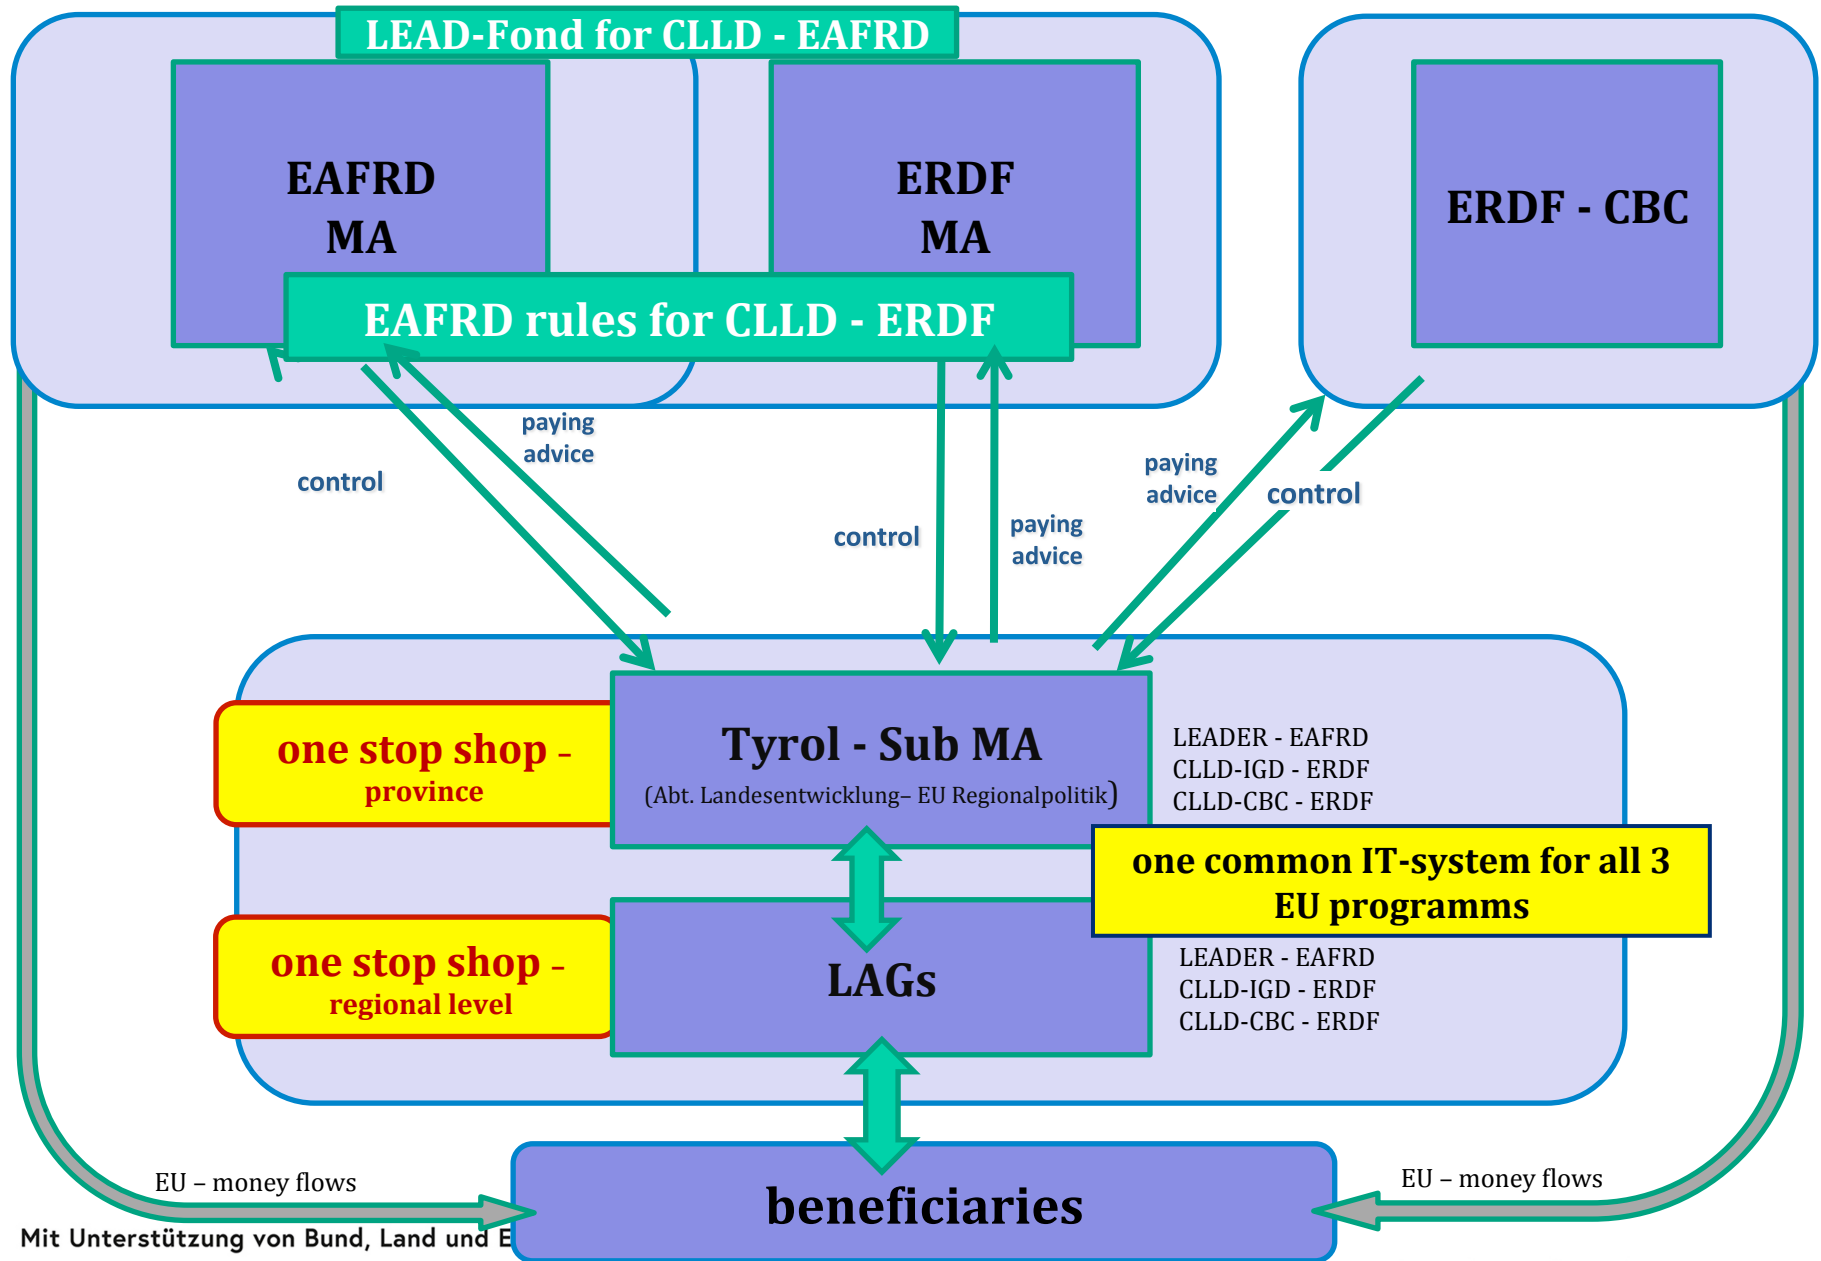 LEAD-Fond for CLLD - EAFRD
EAFRD
MA
ERDF
MA
ERDF - CBC
EAFRD rules for CLLD - ERDF
paying
advice
control
control
paying
advice
paying
advice
control
one stop shop –
province
Tyrol - Sub MA
(Abt. Landesentwicklung– EU Regionalpolitik)
LEADER - EAFRD
CLLD-IGD - ERDF
CLLD-CBC - ERDF
one common IT-system for all 3
EU programms
one stop shop –
regional level
LAGs
LEADER - EAFRD
CLLD-IGD - ERDF
CLLD-CBC - ERDF
EU – money flows
beneficiaries
EU – money flows
Mit Unterstützung von Bund, Land und